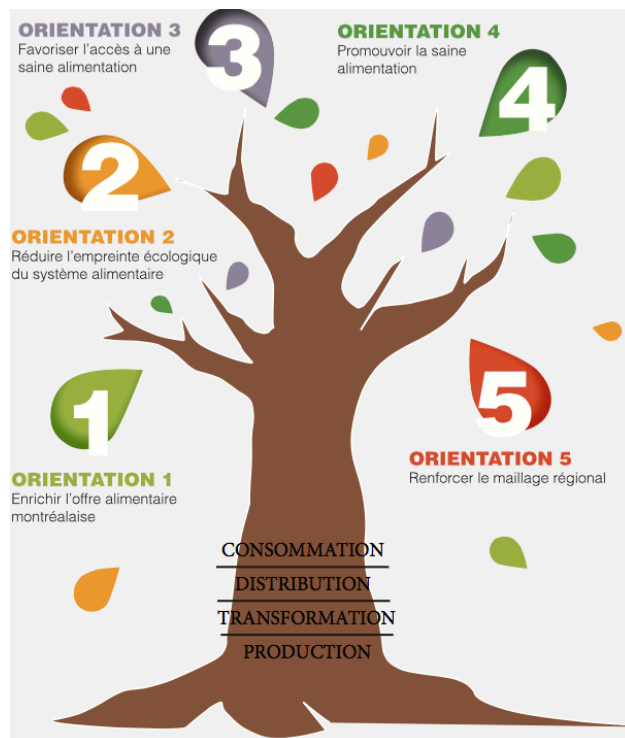 ORIENTATION 3
Favoriser l'accès à une
saine alimentation
3
ORIENTATION 4
Promouvoir la saine
alimentation
4
2
ORIENTATION 2
Réduire l'empreinte écologique
du système alimentaire
1
ORIENTATION 1
Enrichir l'offre alimentaire
montréalaise
5
ORIENTATION 5
Renforcer le maillage régional
CONSOMMATION
DISTRIBUTION
TRANSFORMATION
PRODUCTION